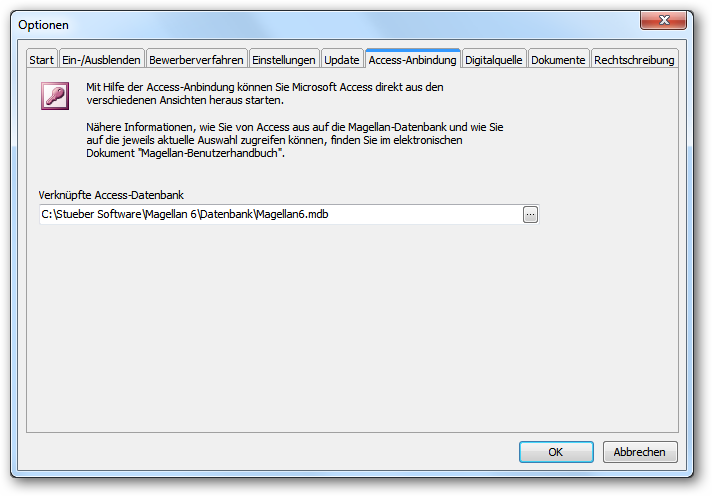 Optionen
Start Ein-/Ausblenden Bewerberverfahren Einstellungen Update Access-Anbindung Digitalquelle Dokumente Rechtschreibung
Mit Hilfe der Access-Anbindung können Sie Microsoft Access direkt aus den
verschiedenen Ansichten heraus starten.
Nähere Informationen, wie Sie von Access aus auf die Magellan-Datenbank und wie Sie
auf die jeweils aktuelle Auswahl zugreifen können, finden Sie im elektronischen
Dokument "Magellan-Benutzerhandbuch".
Verknüpfte Access-Datenbank
C:\Stueber Software\Magellan 6\Datenbank\Magellan6.mdb ...
OK Abbrechen